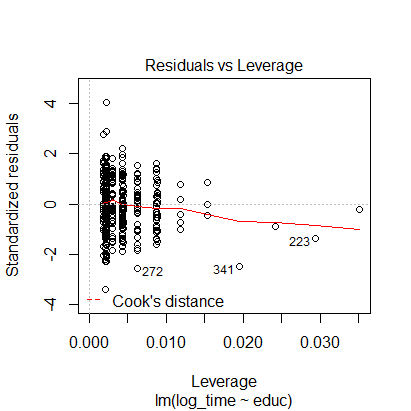 Residuals vs Leverage
Standardized residuals
4
2
0
-2
-4
272
341
223
Cook's distance
0.000
0.010
0.020
0.030
Leverage
lm(log_time ~ educ)